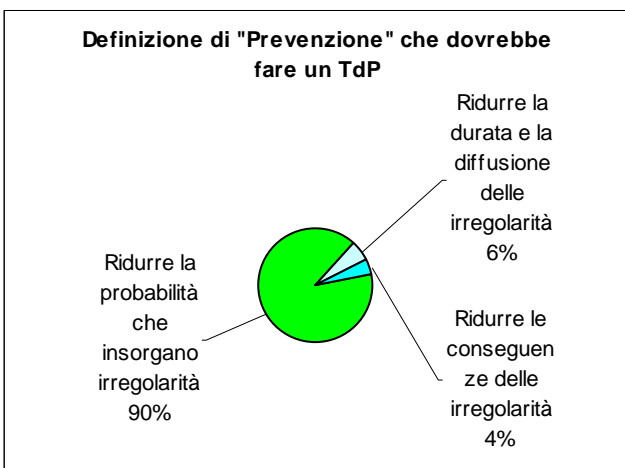 Definizione di "Prevenzione" che dovrebbe
fare un TdP
Ridurre la
durata e la
diffusione
delle
irregolarità
6%
Ridurre la
probabilità
che
insorgano
irregolarità
90%
Ridurre le
conseguen
ze delle
irregolarità
4%